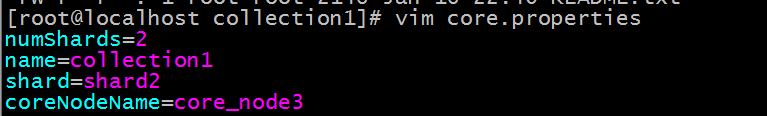 [root@localhost collection1]# vim core.properties
numShards=2
name=collection1
shard=shard2
coreNodeName=core_node3